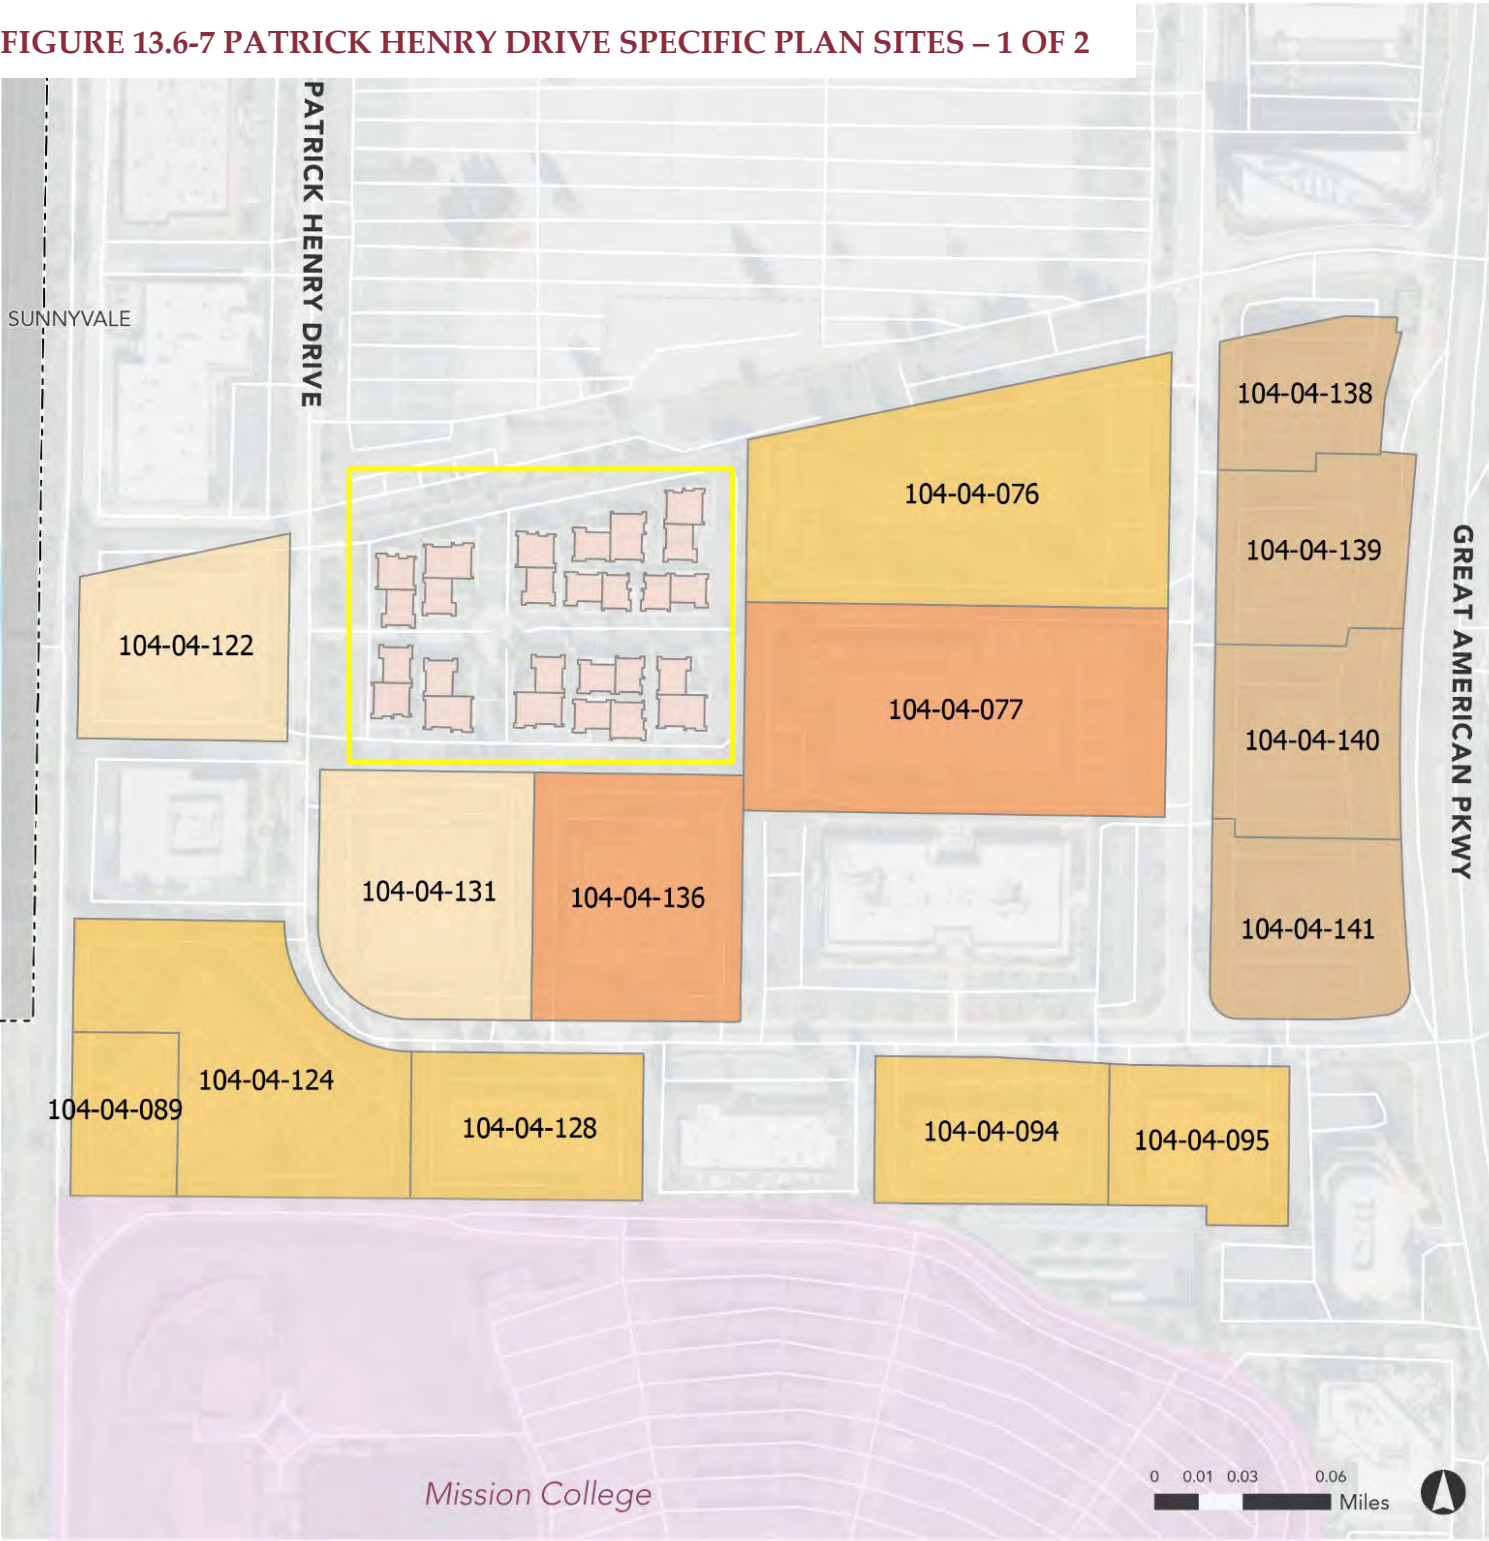 FIGURE 13.6-7 PATRICK HENRY DRIVE SPECIFIC PLAN SITES – 1 OF 2
PATRICK HENRY DRIVE
SUNNYVALE
104-04-138
104-04-076
104-04-139
GREAT AMERICAN PKWY
104-04-122
104-04-077
104-04-140
104-04-131
104-04-136
104-04-141
104-04-124
104-04-089
104-04-128
104-04-094
104-04-095
Mission College
0 0.01 0.03 0.06
Miles